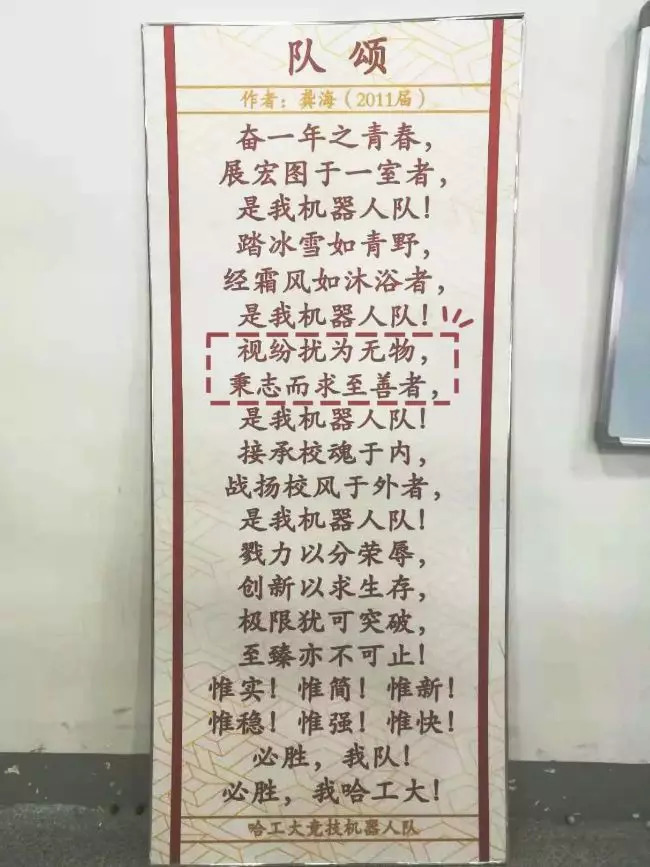 队颂
作者：龚海（2011届）
奋一年之青春，
展宏图于一室者，
是我机器人队！
踏冰雪如青野，
经霜风如沐浴者，
是我机器人队！
视纷扰为无物，
秉志而求至善者，
是我机器人队！
接承校魂于内，
战扬校风于外者，
是我机器人队！
戮力以分荣辱，
创新以求生存，
极限犹可突破，
至臻亦不可止！
惟实！惟简！惟新！
惟稳！惟强！惟快！
必胜，我队！
必胜，我哈工大！
哈工大竞技机器人队